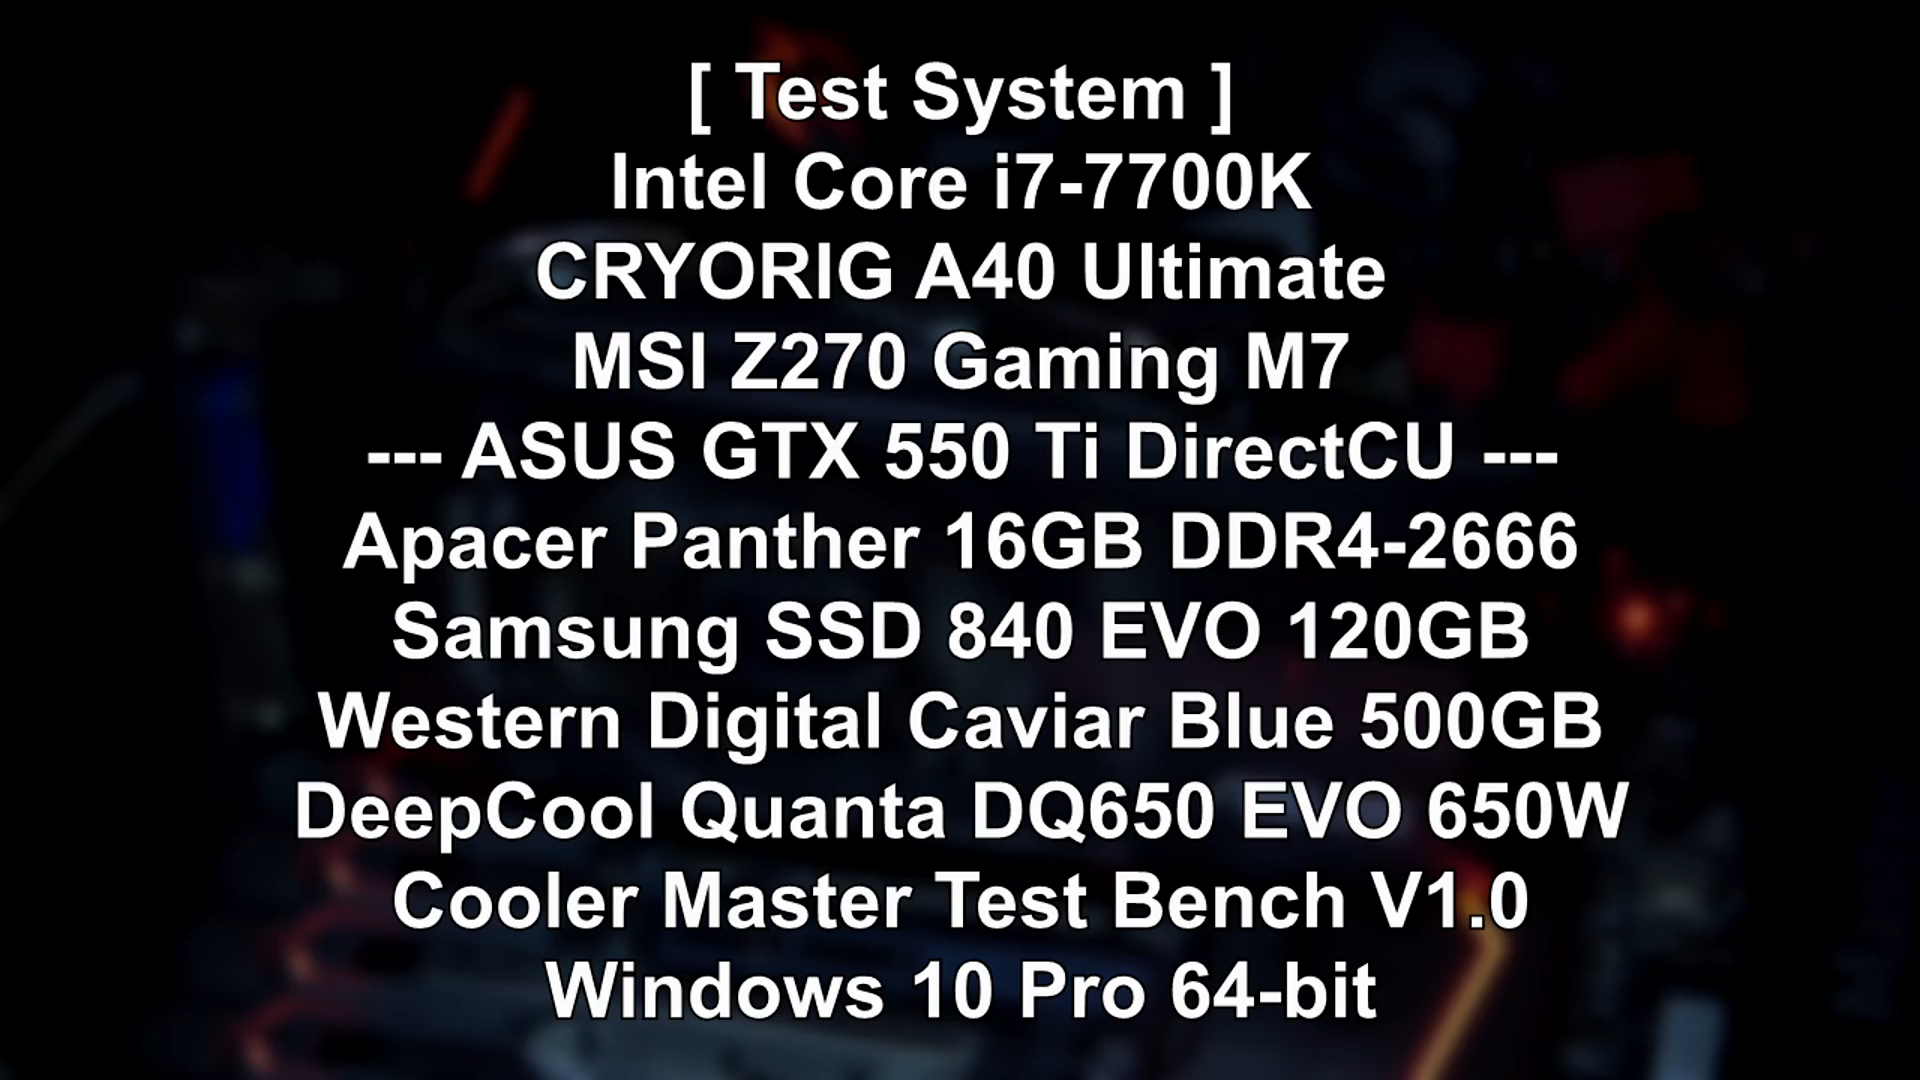 [ Test System ]
Intel Core i7-7700K
CRYORIG A40 Ultimate
MSI Z270 Gaming M7
--- ASUS GTX 550 Ti DirectCU ---
Apacer Panther 16GB DDR4-2666
Samsung SSD 840 EVO 120GB
Western Digital Caviar Blue 500GB
DeepCool Quanta DQ650 EVO 650W
Cooler Master Test Bench V1.0
Windows 10 Pro 64-bit